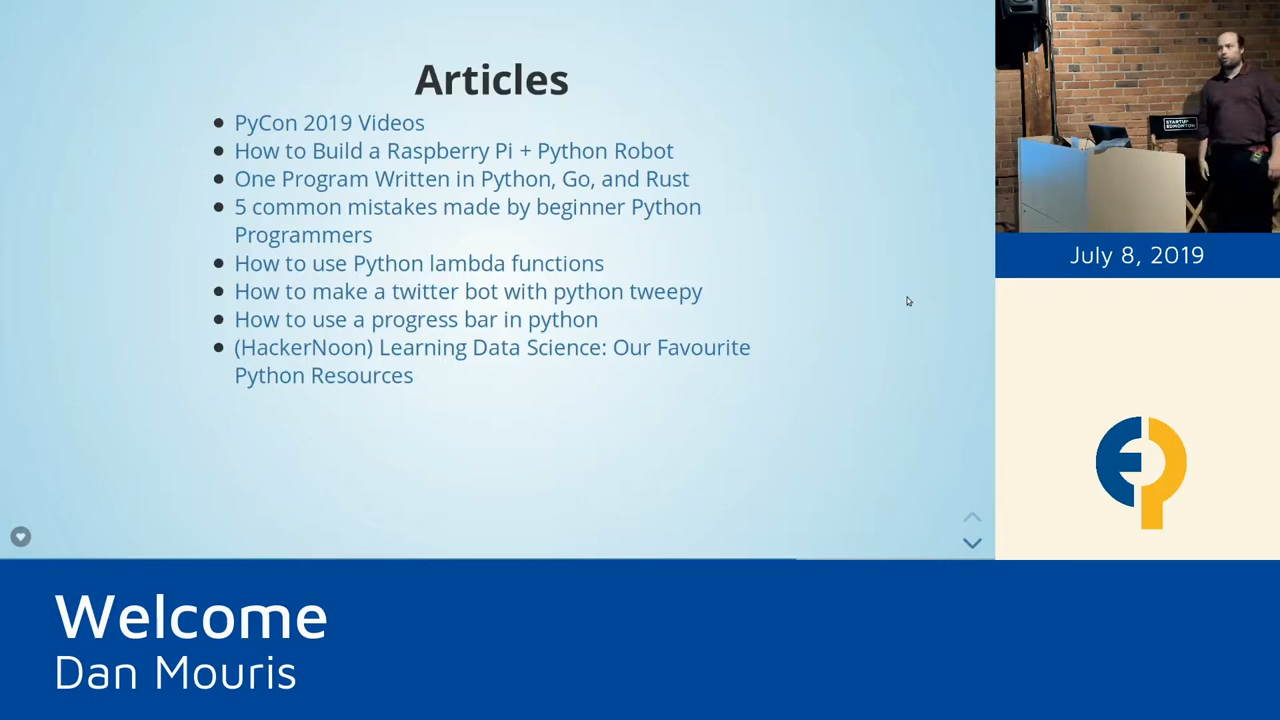 Articles
PyCon 2019 Videos
How to Build a Raspberry Pi + Python Robot
One Program Written in Python, Go, and Rust
5 common mistakes made by beginner Python
Programmers
How to use Python lambda functions
How to make a twitter bot with python tweepy
How to use a progress bar in python
(HackerNoon) Learning Data Science: Our Favourite
Python Resources
STARTUP
EDMONTON
July 8, 2019
EP
Welcome
Dan Mouris